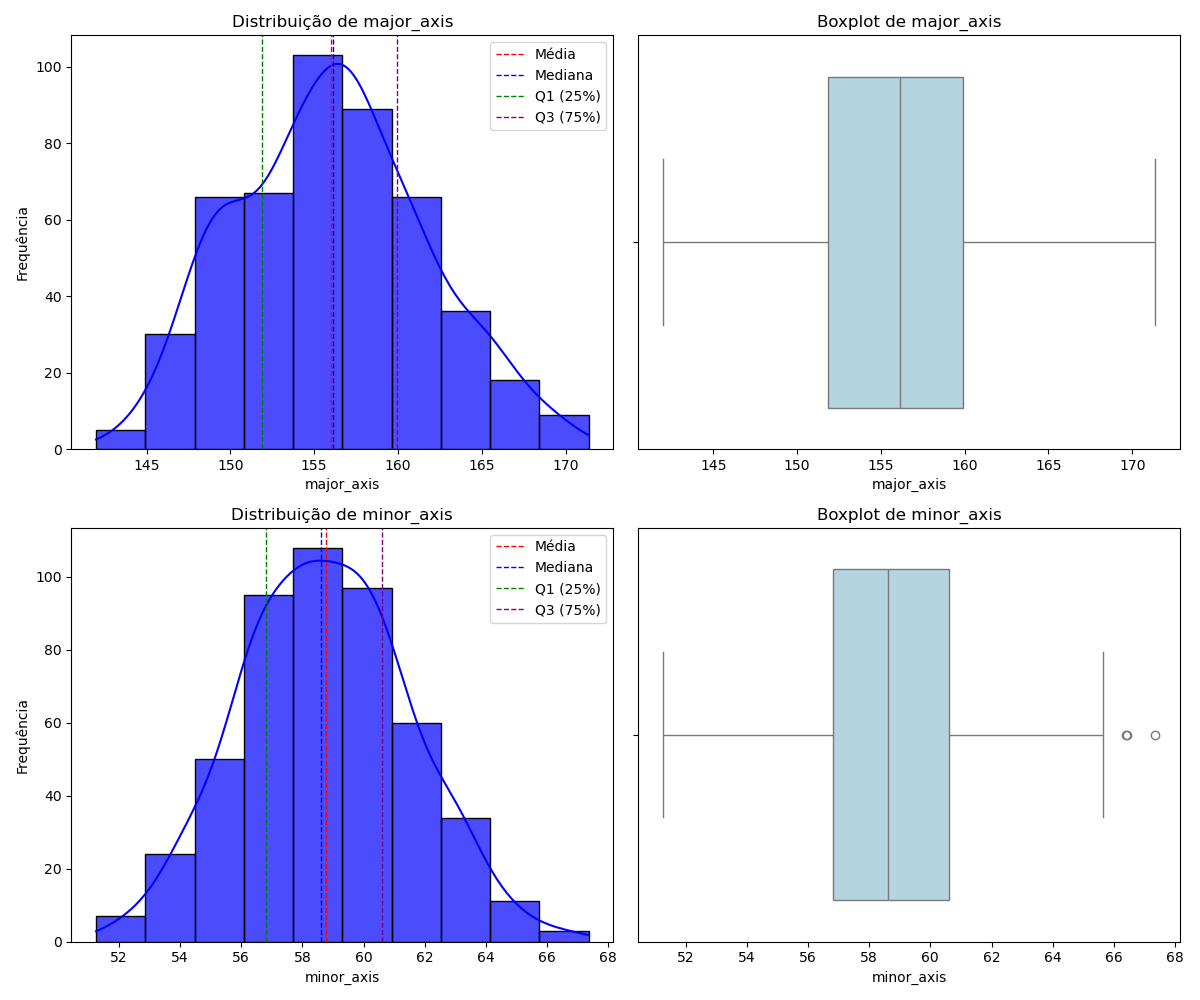 Distribuição de major_axis
Média
Mediana
Q1 (25%)
Q3 (75%)
Frequência
100
80
60
40
20
0
145 150 155 160 165 170
major_axis
Boxplot de major_axis
145 150 155 160 165 170
major_axis
Distribuição de minor_axis
Média
Mediana
Q1 (25%)
Q3 (75%)
Frequência
100
80
60
40
20
0
52 54 56 58 60 62 64 66 68
minor_axis
Boxplot de minor_axis
52 54 56 58 60 62 64 66 68
minor_axis